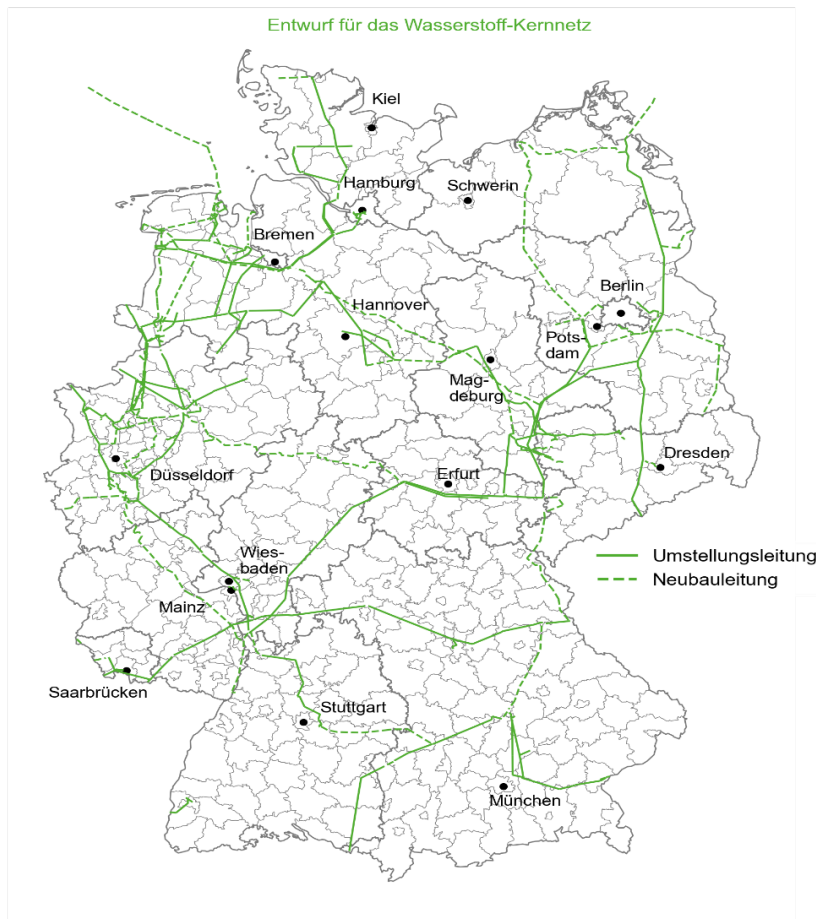 Entwurf für das Wasserstoff-Kernnetz
Kiel
Hamburg
Schwerin
Bremen
Berlin
Hannover
Pots-
dam
Mag-
deburg
Düsseldorf
Erfurt
Dresden
Wies-
baden
Umstellungsleitung
Neubauleitung
Mainz
Saarbrücken
Stuttgart
München